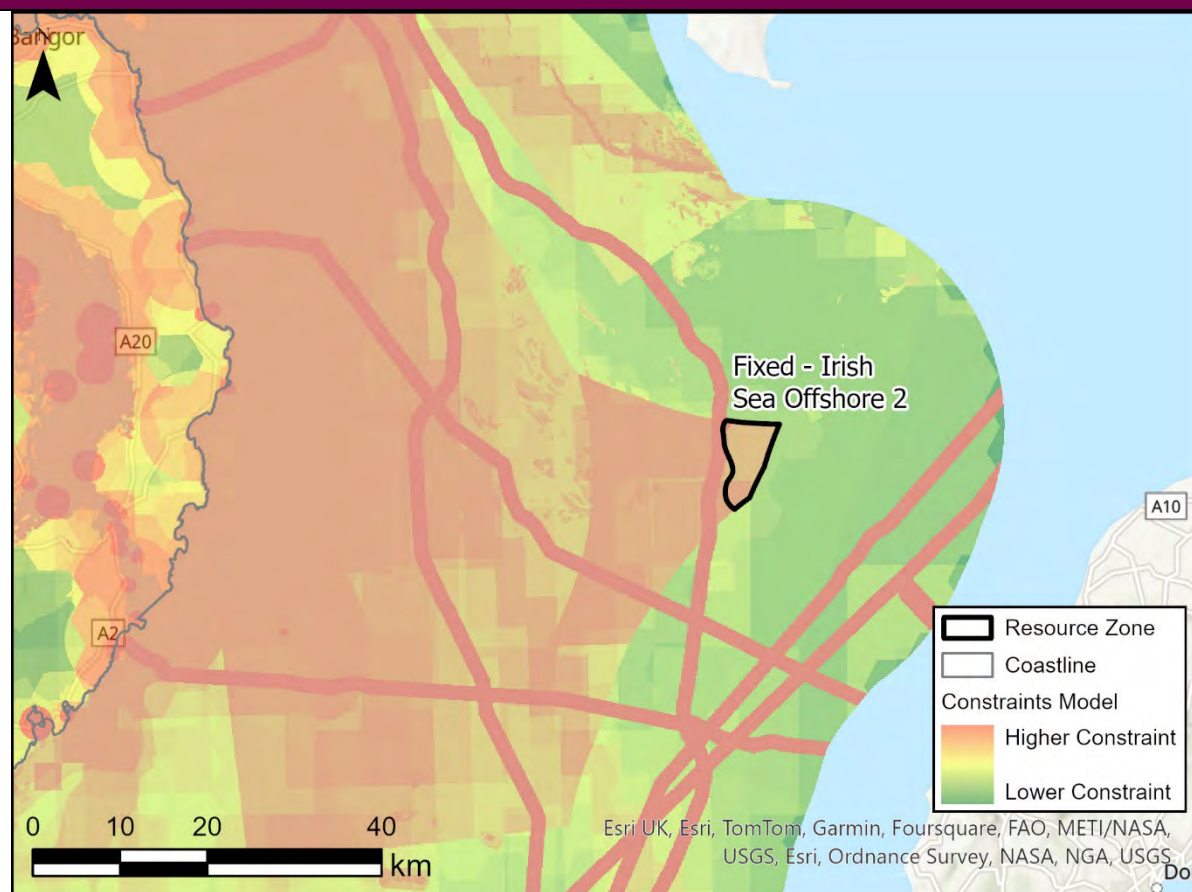 Bangor
N
A20
Fixed - Irish
Sea Offshore 2
A10
A2
Resource Zone
Coastline
Constraints Model
Higher Constraint
Lower Constraint
0 10 20 40
km
Esri UK, Esri, TomTom, Garmin, Foursquare, FAO, METI/NASA,
USGS, Esri, Ordnance Survey, NASA, NGA, USGS
Do